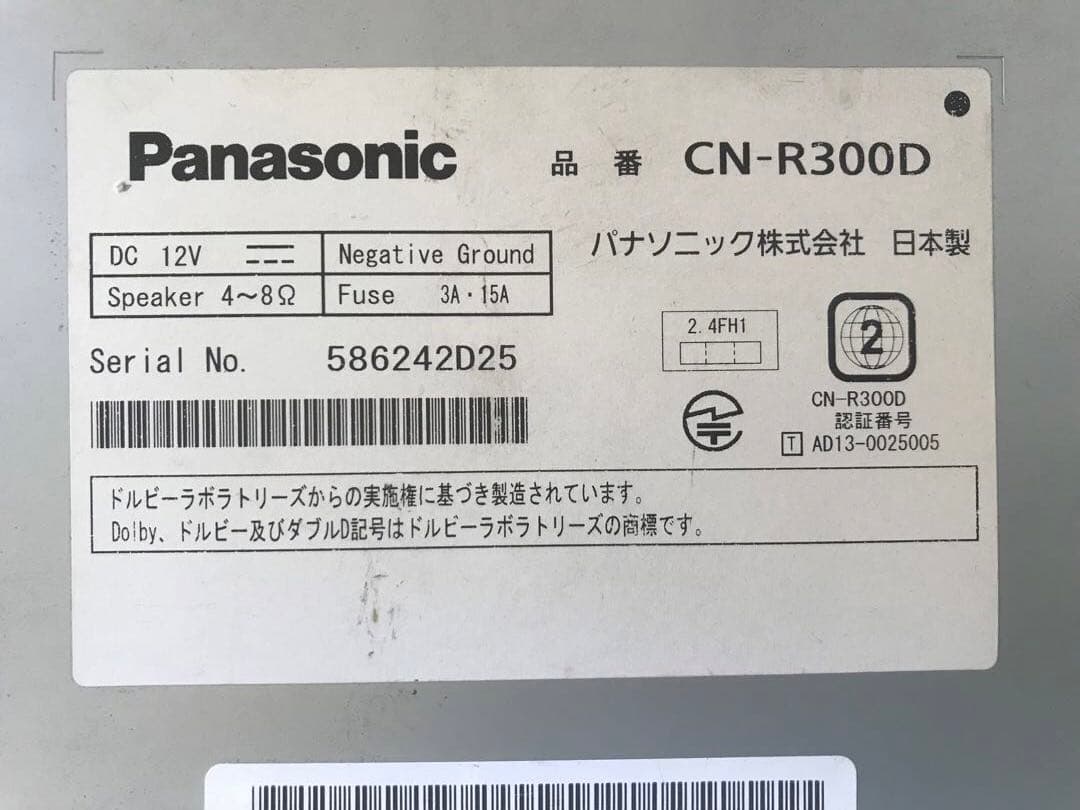 Panasonic 品番 CN-R300D
DC 12V
Negative Ground
Speaker 4～8Ω
Fuse 3A・15A
パナソニック株式会社 日本製
Serial No. 586242D25
2.4FH1
2
CN-R300D
認証番号
T AD13-0025005
ドルビーラボラトリーズからの実施権に基づき製造されています。
Dolby、ドルビー及びダブルD記号はドルビーラボラトリーズの商標です。